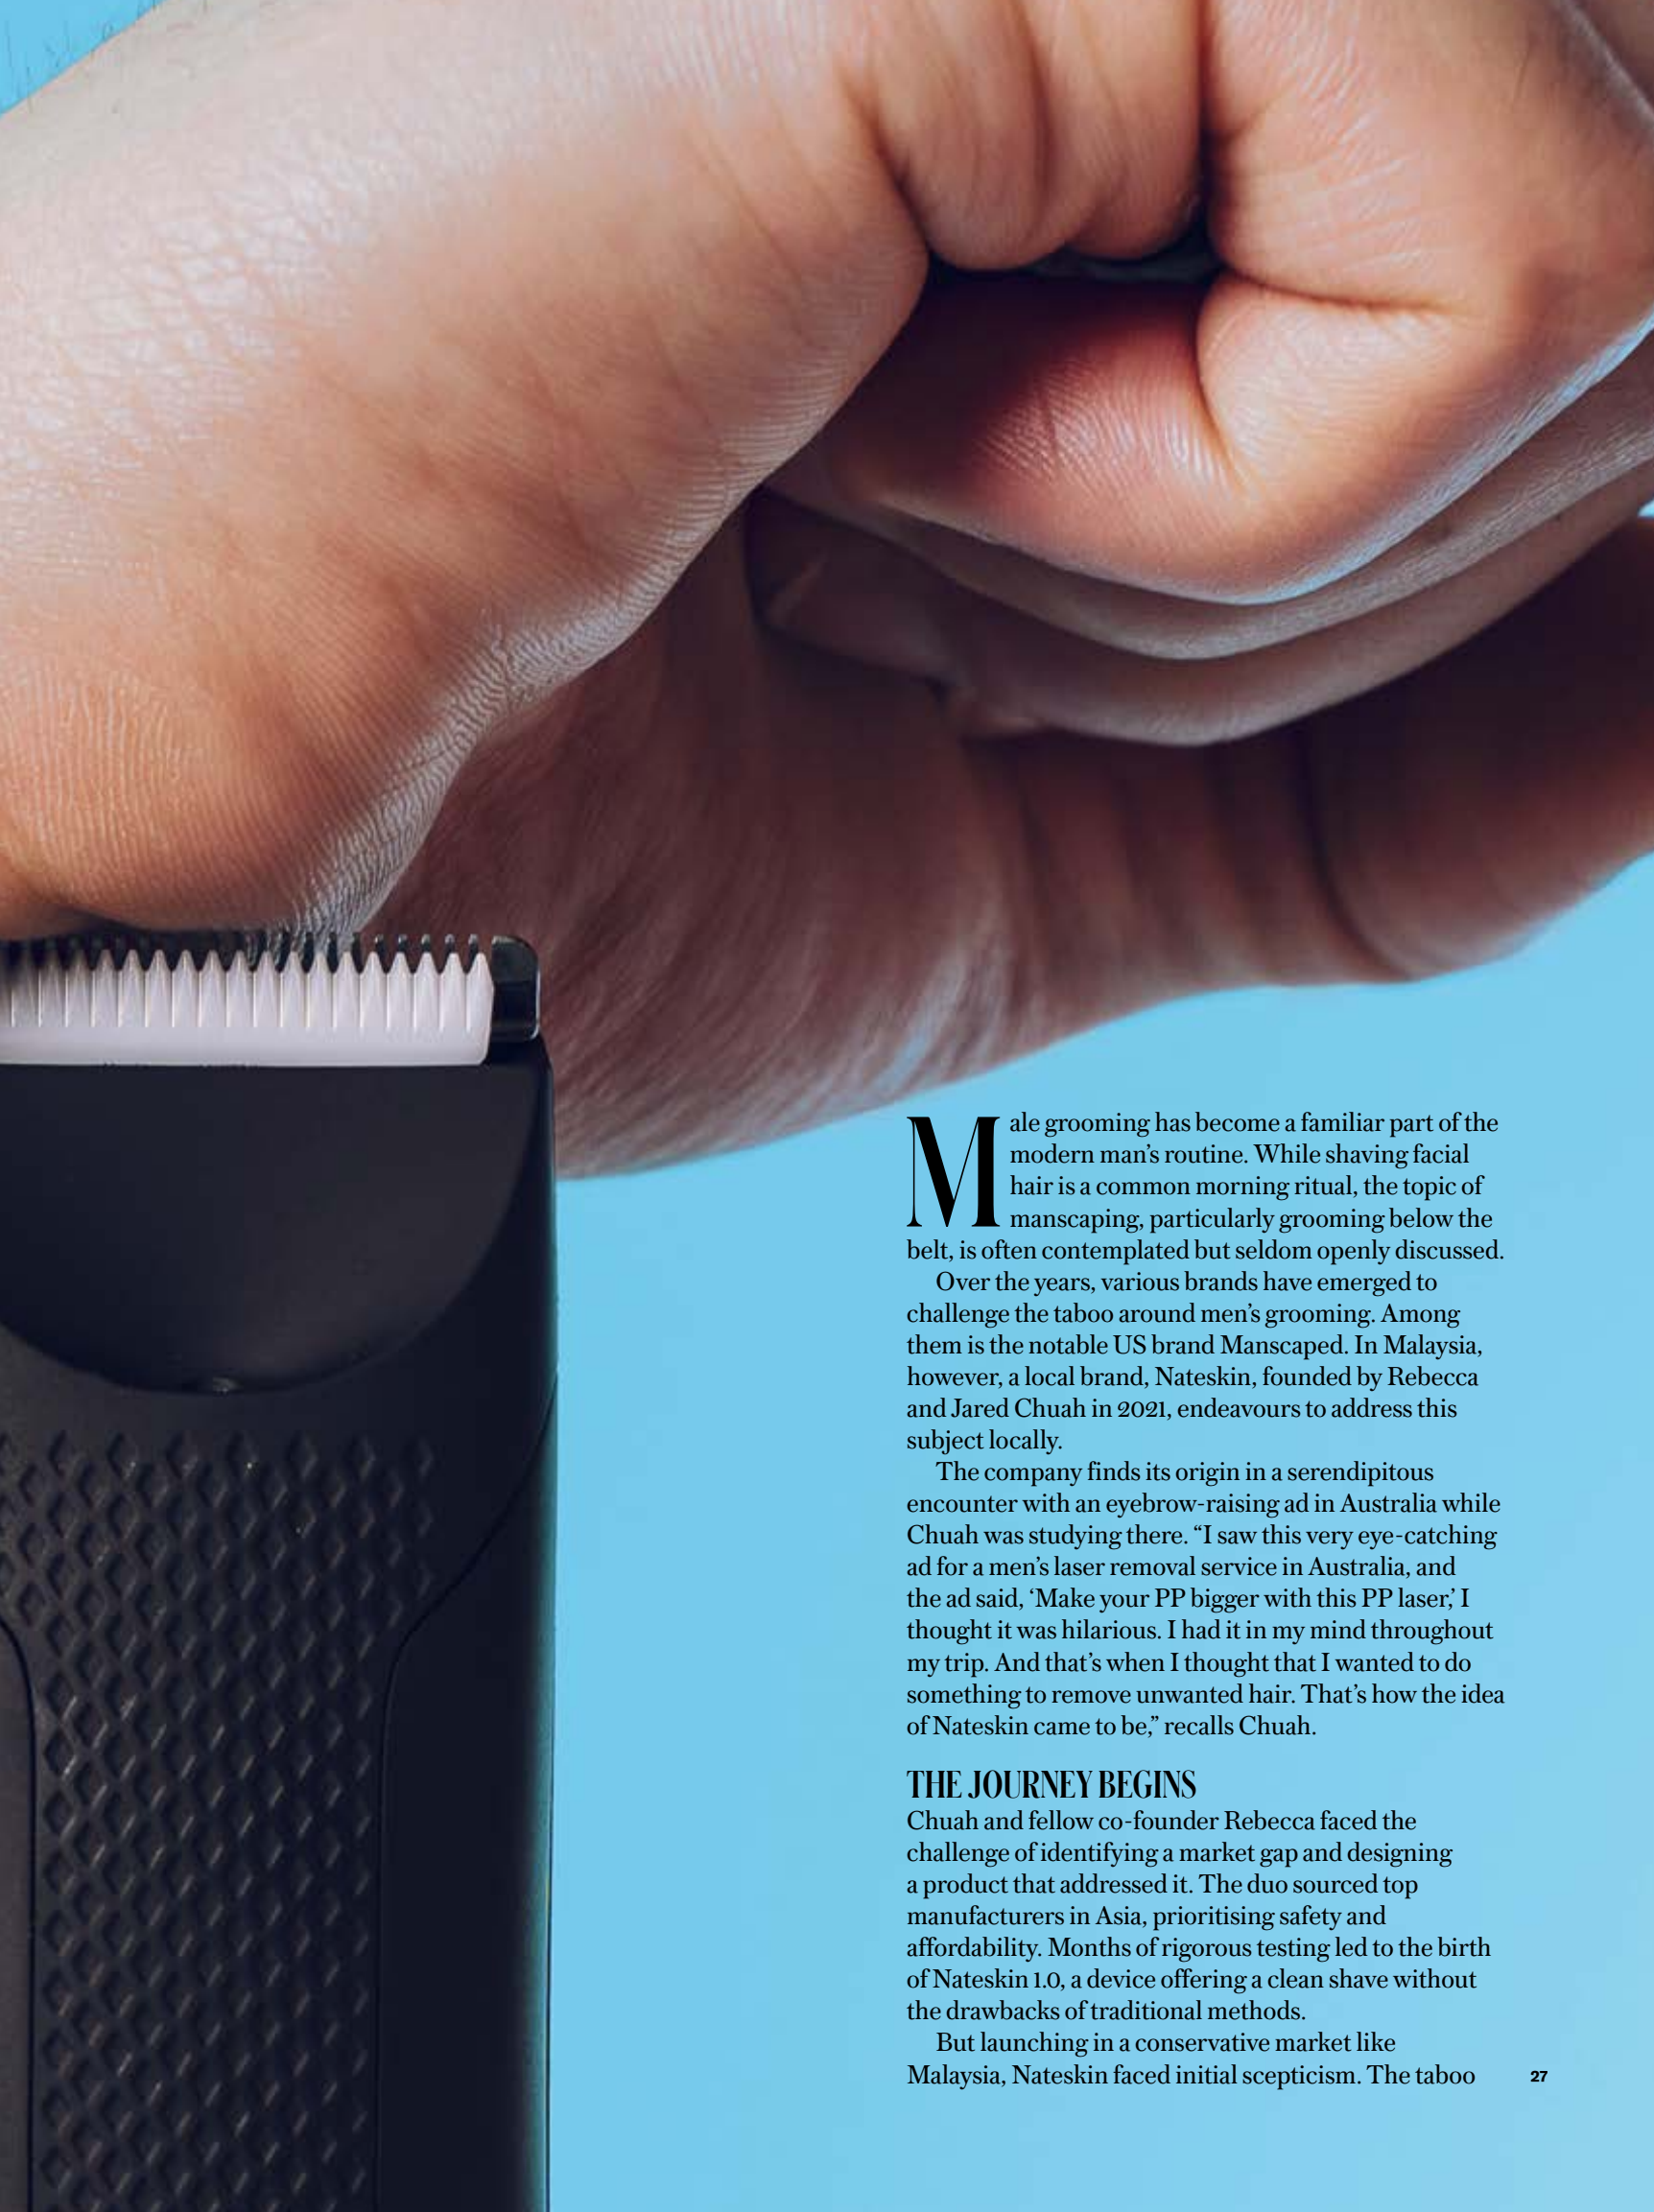 Male grooming has become a familiar part of the
modern man’s routine. While shaving facial
hair is a common morning ritual, the topic of
manscaping, particularly grooming below the
belt, is often contemplated but seldom openly discussed.
Over the years, various brands have emerged to
challenge the taboo around men’s grooming. Among
them is the notable US brand Manscaped. In Malaysia,
however, a local brand, Nateskin, founded by Rebecca
and Jared Chuah in 2021, endeavours to address this
subject locally.
The company finds its origin in a serendipitous
encounter with an eyebrow-raising ad in Australia while
Chuah was studying there. “I saw this very eye-catching
ad for a men’s laser removal service in Australia, and
the ad said, ‘Make your PP bigger with this PP laser,’ I
thought it was hilarious. I had it in my mind throughout
my trip. And that’s when I thought that I wanted to do
something to remove unwanted hair. That’s how the idea
of Nateskin came to be,” recalls Chuah.
THE JOURNEY BEGINS
Chuah and fellow co-founder Rebecca faced the
challenge of identifying a market gap and designing
a product that addressed it. The duo sourced top
manufacturers in Asia, prioritising safety and
affordability. Months of rigorous testing led to the birth
of Nateskin 1.0, a device offering a clean shave without
the drawbacks of traditional methods.
But launching in a conservative market like
Malaysia, Nateskin faced initial scepticism. The taboo
27